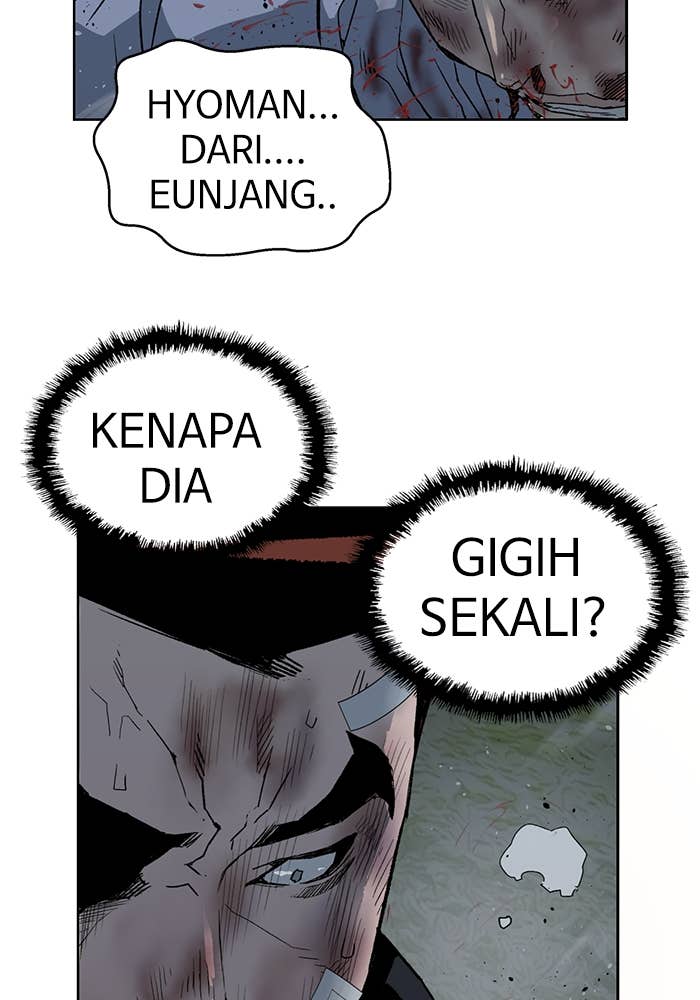 HYOMAN...
DARI....
EUNJANG..
KENAPA
DIA
GIGIH
SEKALI?